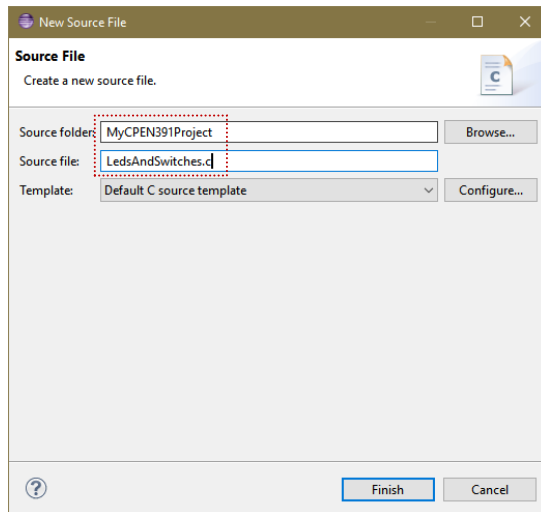 New Source File
Source File
Create a new source file.
Source folder: MyCPEN391Project Browse...
Source file: LedsAndSwitches.c
Template: Default C source template Configure...
Finish Cancel